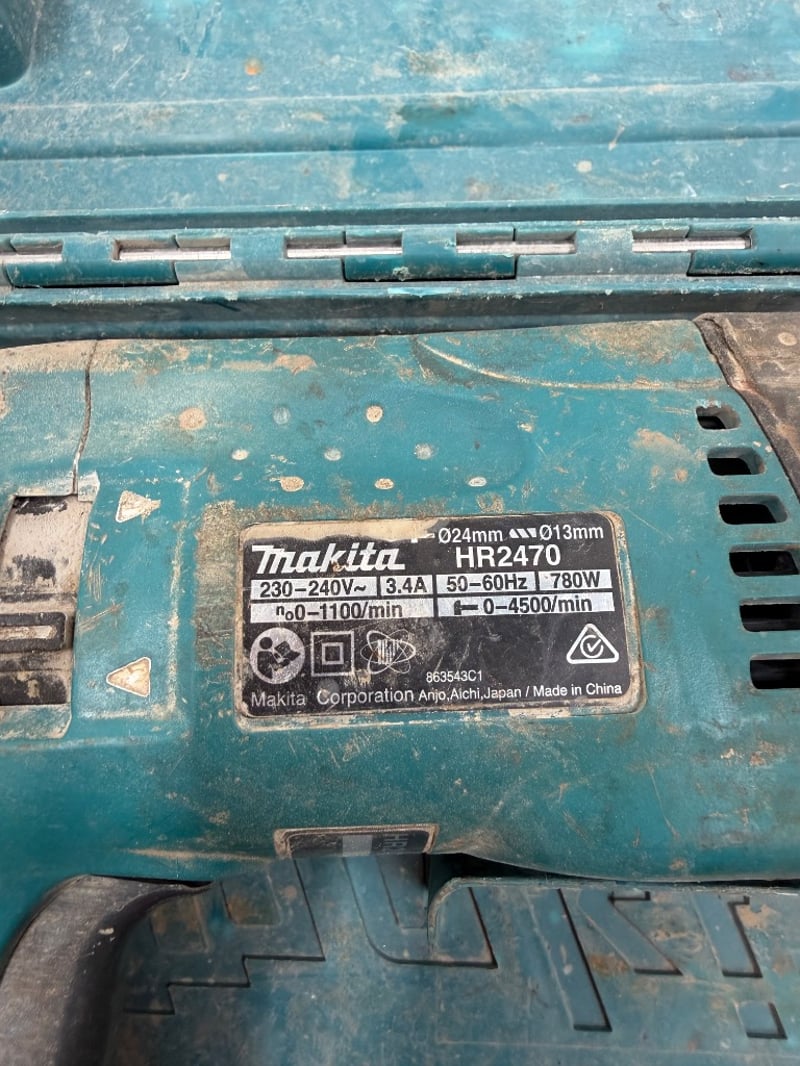 Ø24mm Ø13mm
Makita HR2470
230-240V~ 3.4A 50-60Hz 780W
n₀0-1100/min 0-4500/min
863543C1
Makita Corporation Anjo,Aichi,Japan / Made in China